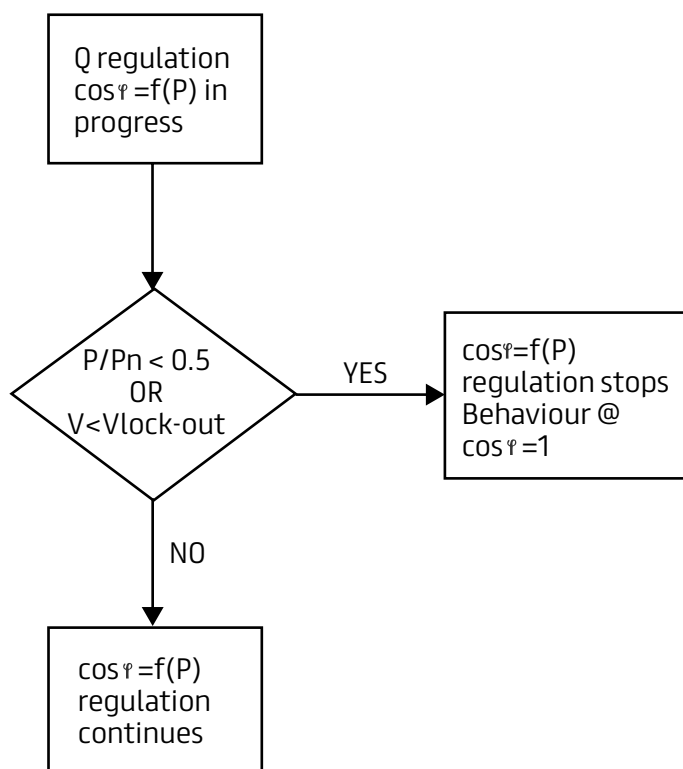 Q regulation
cosφ =f(P) in
progress
P/Pn < 0.5
OR
V<Vlock-out
YES
cosφ=f(P)
regulation stops
Behaviour @
cosφ =1
NO
cosφ =f(P)
regulation
continues